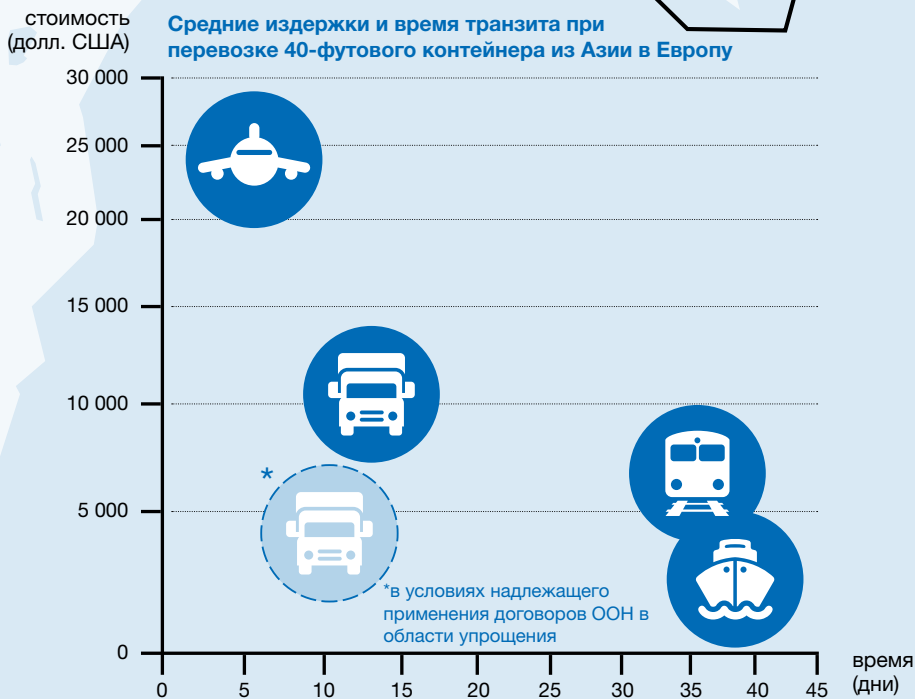 стоимость
(долл. США)
Средние издержки и время транзита при
перевозке 40-футового контейнера из Азии в Европу
30 000
25 000
20 000
15 000
10 000
*
5 000
*в условиях надлежащего
применения договоров ООН в
области упрощения
0
0 5 10 15 20 25 30 35 40 45
время
(дни)